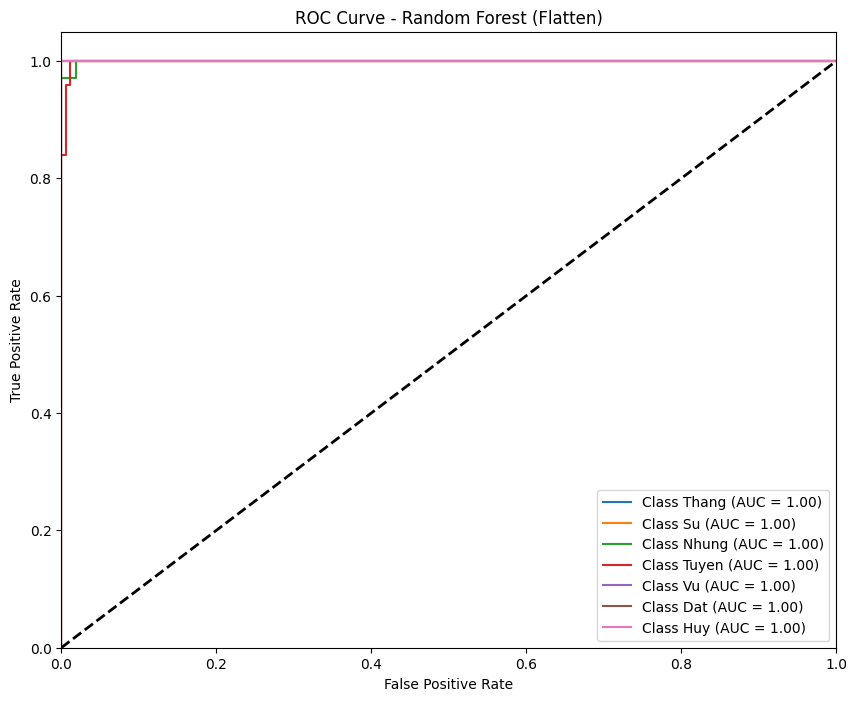 ROC Curve - Random Forest (Flatten)
True Positive Rate
1.0
0.8
0.6
0.4
0.2
0.0
Class Thang (AUC = 1.00)
Class Su (AUC = 1.00)
Class Nhung (AUC = 1.00)
Class Tuyen (AUC = 1.00)
Class Vu (AUC = 1.00)
Class Dat (AUC = 1.00)
Class Huy (AUC = 1.00)
0.0 0.2 0.4 0.6 0.8 1.0
False Positive Rate